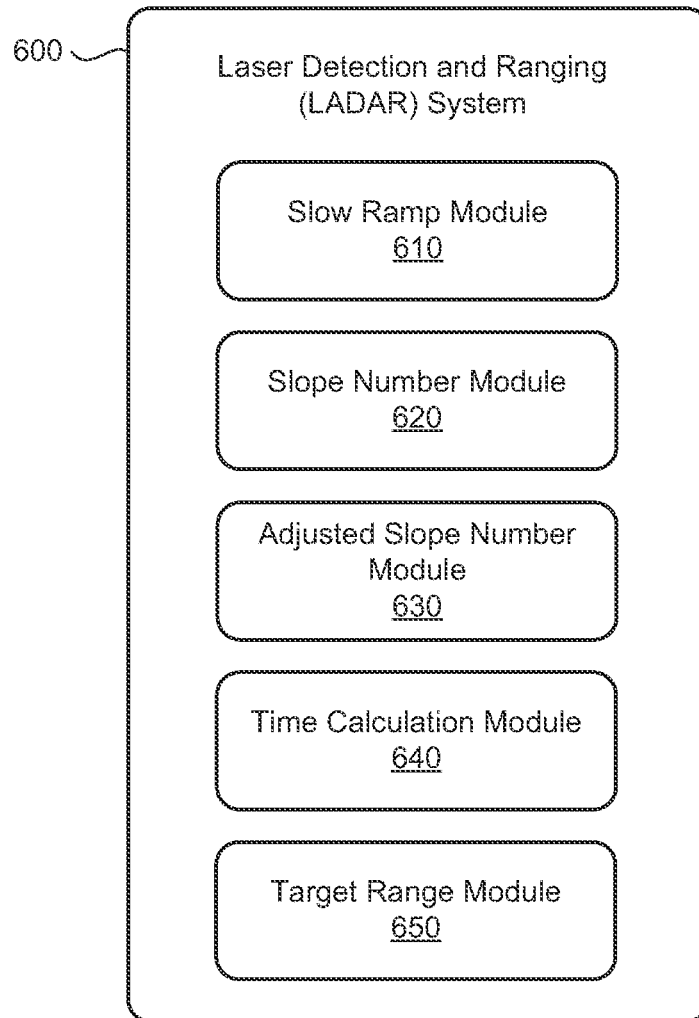 600
Laser Detection and Ranging
(LADAR) System
Slow Ramp Module
610
Slope Number Module
620
Adjusted Slope Number
Module
630
Time Calculation Module
640
Target Range Module
650